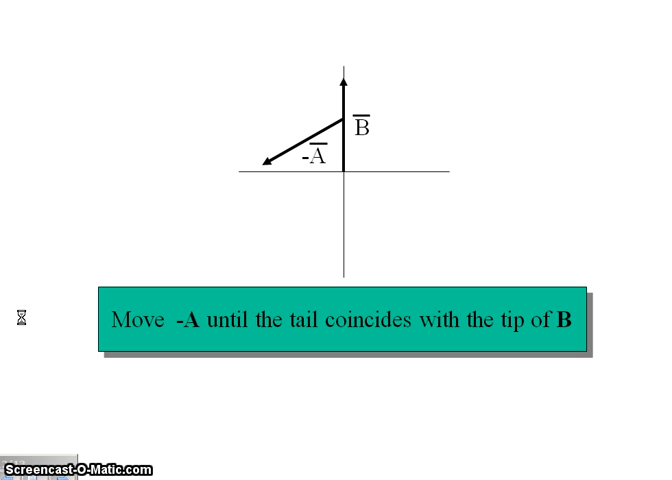 B
-A
Move -A until the tail coincides with the tip of B
Screencast-O-Matic.com